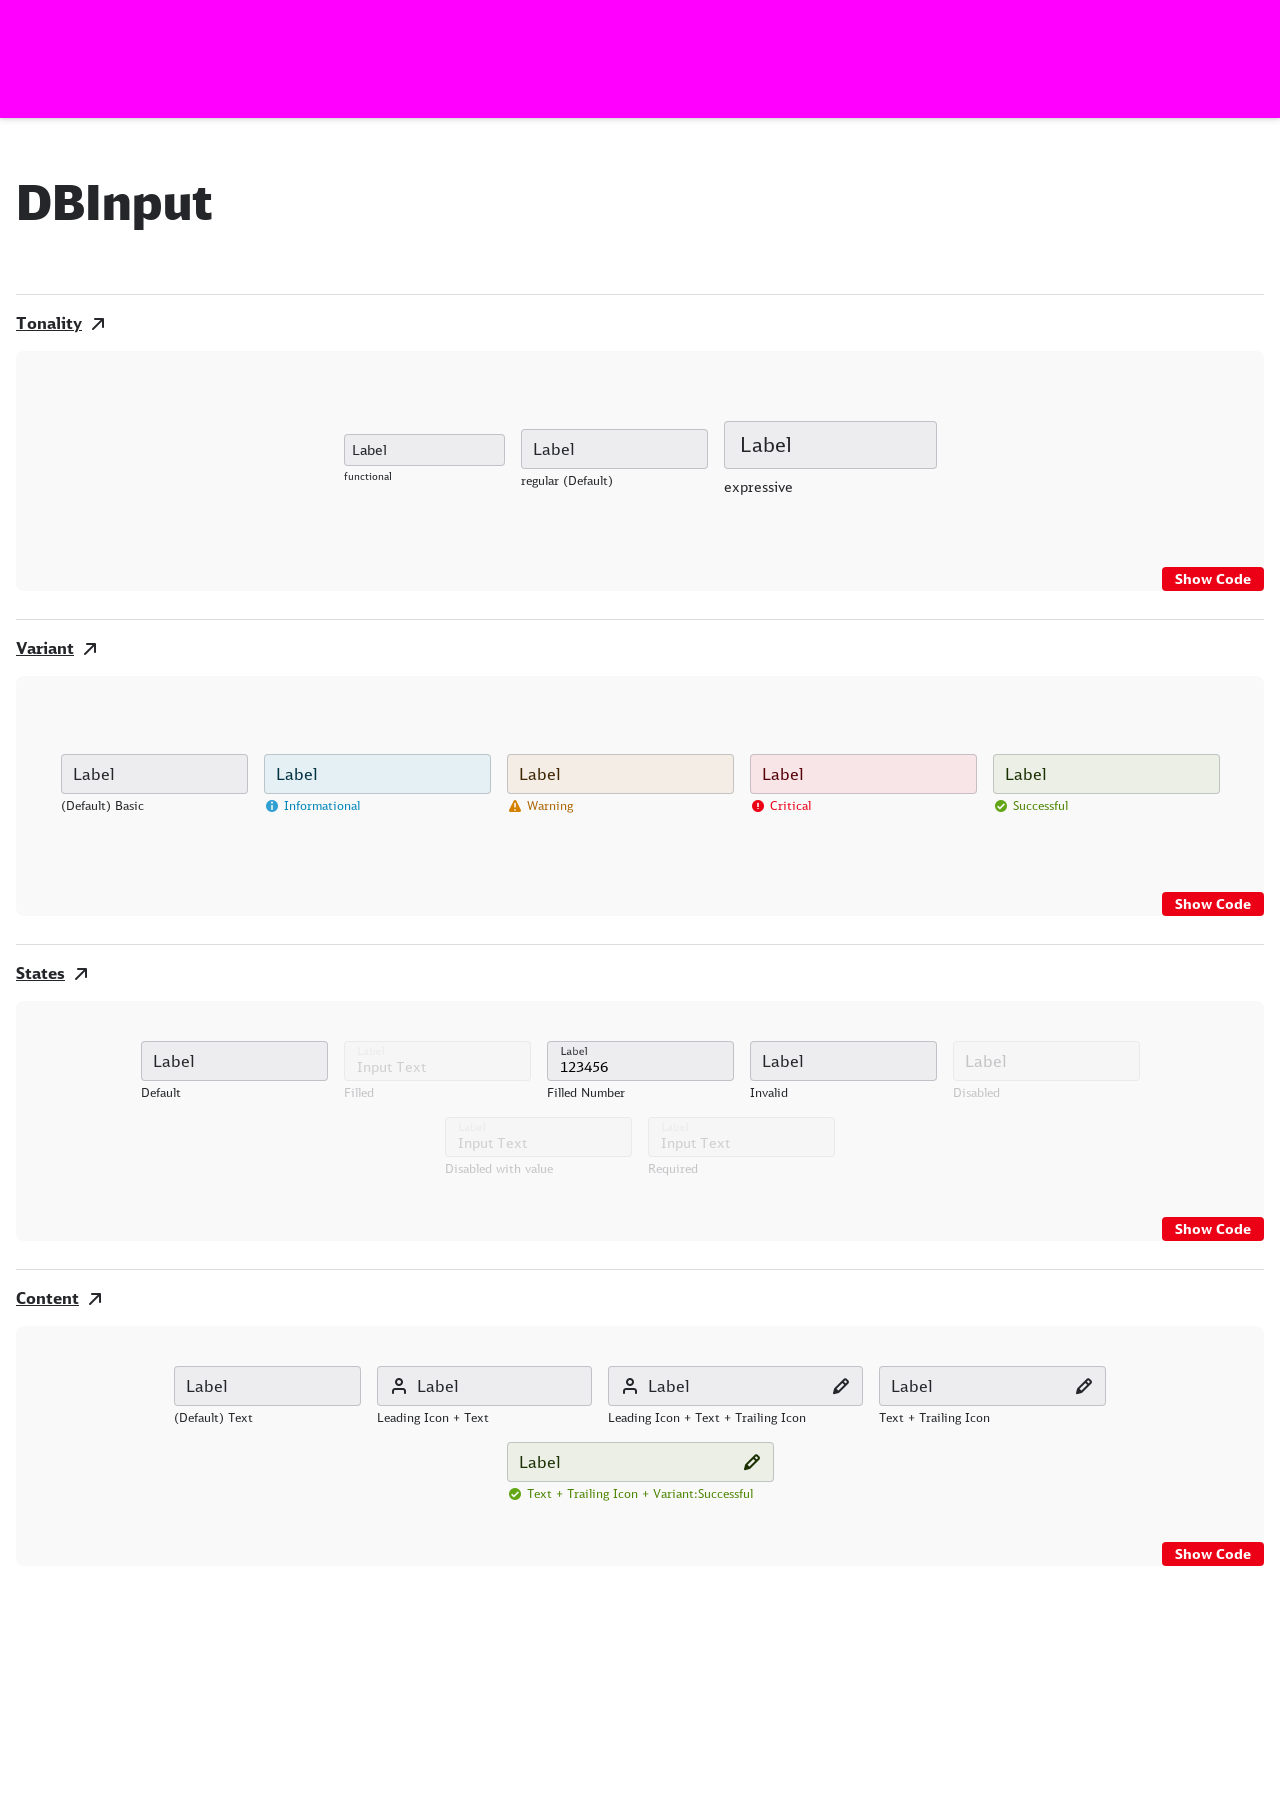 DBInput
Tonality
Label Label Label
functional regular (Default) expressive
Show Code
Variant
Label Label Label Label Label
(Default) Basic Informational Warning Critical Successful
Show Code
States
Label Label Input Text Label 123456 Label Label
Default Filled Filled Number Invalid Disabled
Label Input Text Label Input Text
Disabled with value Required
Show Code
Content
Label Label Label Label
(Default) Text Leading Icon + Text Leading Icon + Text + Trailing Icon Text + Trailing Icon
Label
Text + Trailing Icon + Variant:Successful
Show Code